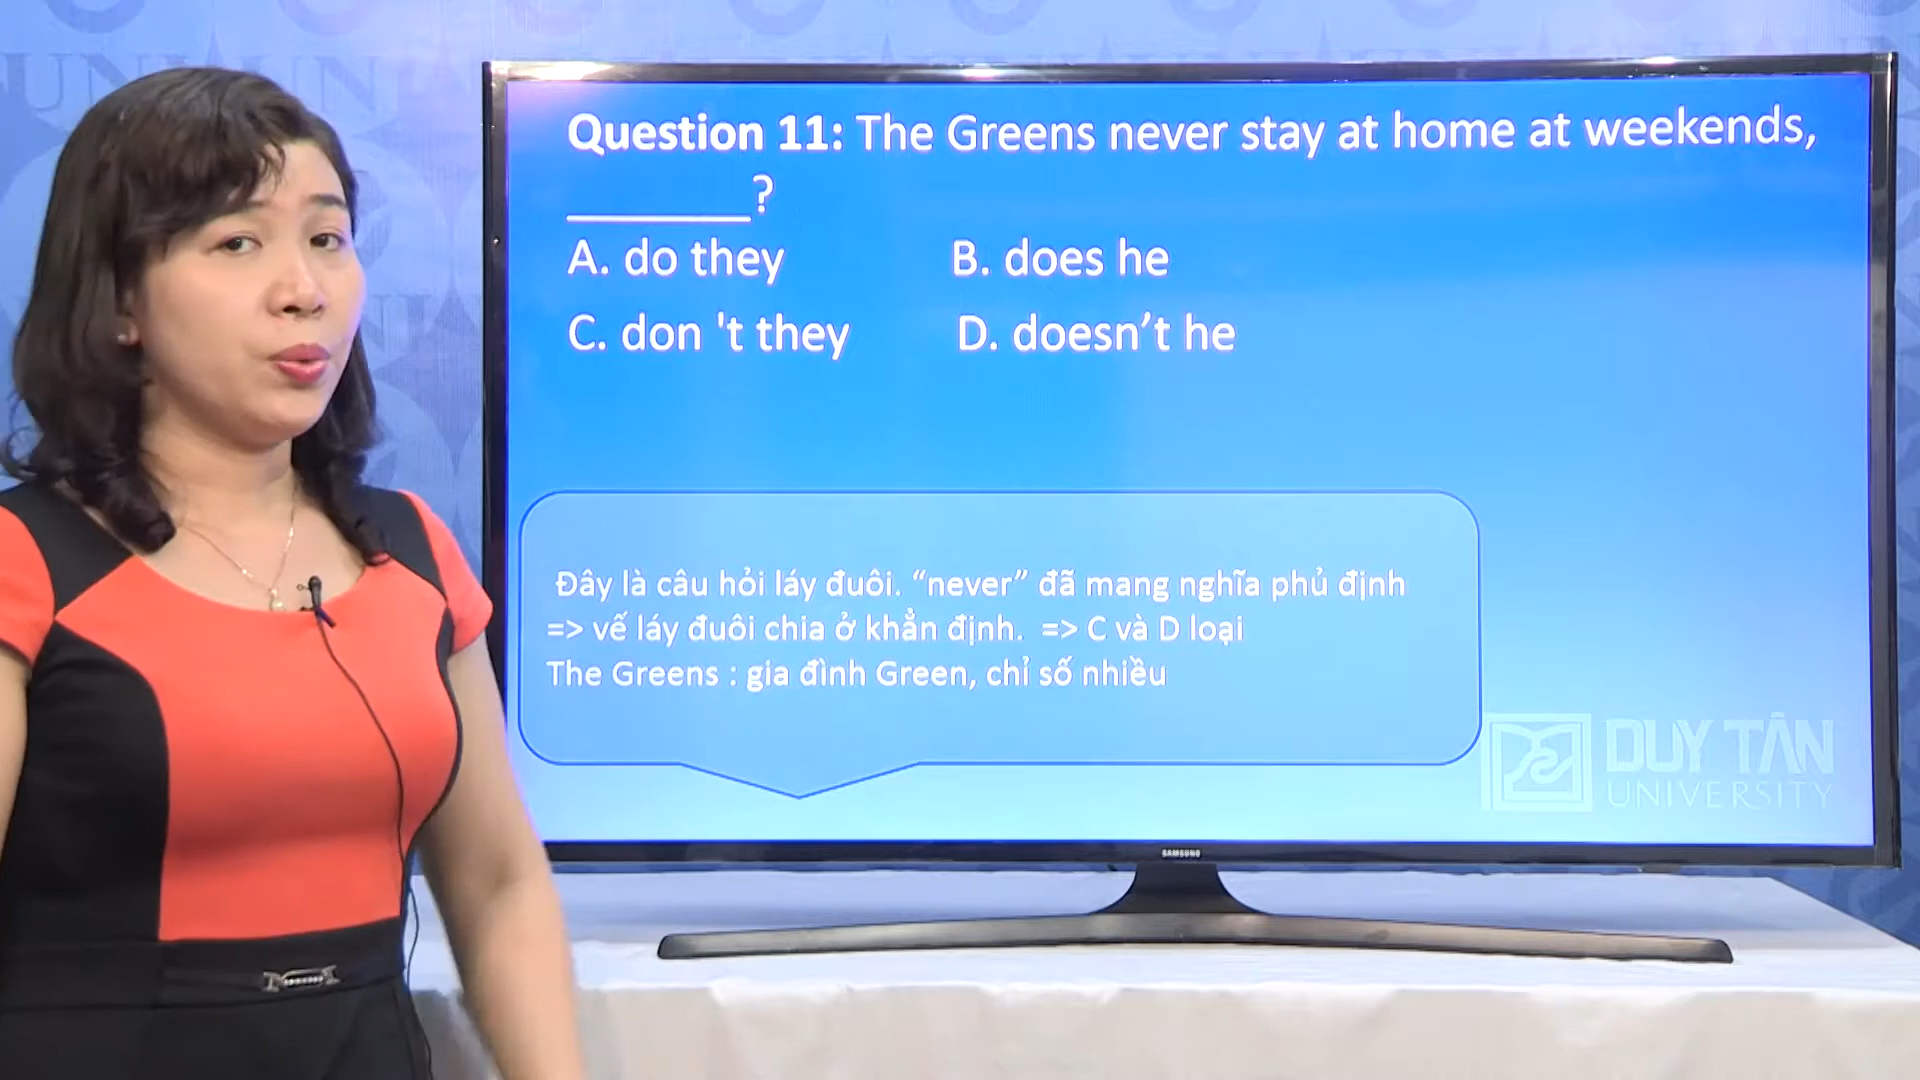 Question 11: The Greens never stay at home at weekends,
_______?
A. do they B. does he
C. don 't they D. doesn’t he
Đây là câu hỏi láy đuôi. “never” đã mang nghĩa phủ định
=> vế láy đuôi chia ở khẳng định. => C và D loại
The Greens : gia đình Green, chỉ số nhiều
DUY TÂN
UNIVERSITY
SAMSUNG